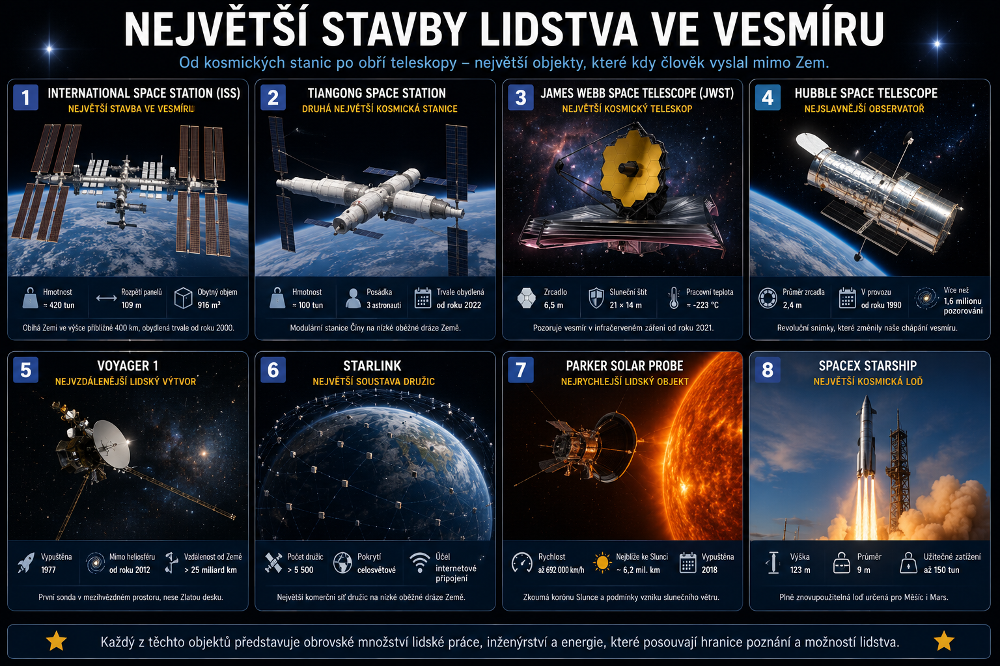 NEJVĚTŠÍ STAVBY LIDSTVA VE VESMÍRU
Od kosmických stanic po obří teleskopy – největší objekty, které kdy člověk vyslal mimo Zem.
1
INTERNATIONAL SPACE STATION (ISS)
NEJVĚTŠÍ STAVBA VE VESMÍRU
Hmotnost
≈ 420 tun
Rozpětí panelů
109 m
Obytný objem
916 m³
Obíhá Zemi ve výšce přibližně 400 km, obydlená trvale od roku 2000.
2
TIANGONG SPACE STATION
DRUHÁ NEJVĚTŠÍ KOSMICKÁ STANICE
Hmotnost
≈ 100 tun
Posádka
3 astronauti
Trvale obydlená
od roku 2022
Modulární stanice Číny na nízké oběžné dráze Země.
3
JAMES WEBB SPACE TELESCOPE (JWST)
NEJVĚTŠÍ KOSMICKÝ TELESKOP
Zrcadlo
6,5 m
Sluneční štít
21 × 14 m
Pracovní teplota
≈ -223 °C
Pozoruje vesmír v infračerveném záření od roku 2021.
4
HUBBLE SPACE TELESCOPE
NEJSLAVNĚJŠÍ OBSERVATOŘ
Průměr zrcadla
2,4 m
V provozu
od roku 1990
Více než
1,6 milionu
pozorování
Revoluční snímky, které změnily naše chápání vesmíru.
5
VOYAGER 1
NEJVZDÁLENĚJŠÍ LIDSKÝ VÝTVOR
Vypuštěna
1977
Mimo heliosféru
od roku 2012
Vzdálenost od Země
> 25 miliard km
První sonda v mezihvězdném prostoru, nese Zlatou desku.
6
STARLINK
NEJVĚTŠÍ SOUSTAVA DRUŽIC
Počet družic
> 5 500
Pokrytí
celosvětové
Účel
internetové
připojení
Největší komerční síť družic na nízké oběžné dráze Země.
7
PARKER SOLAR PROBE
NEJRYCHLEJŠÍ LIDSKÝ OBJEKT
Rychlost
až 692 000 km/h
Nejblíže ke Slunci
~ 6,2 mil. km
Vypuštěna
2018
Zkoumá korónu Slunce a podmínky vzniku slunečního větru.
8
SPACEX STARSHIP
NEJVĚTŠÍ KOSMICKÁ LOĎ
Výška
123 m
Průměr
9 m
Užitečné zatížení
až 150 tun
Plně znovupoužitelná loď určená pro Měsíc i Mars.
Každý z těchto objektů představuje obrovské množství lidské práce, inženýrství a energie, které posouvají hranice poznání a možností lidstva.